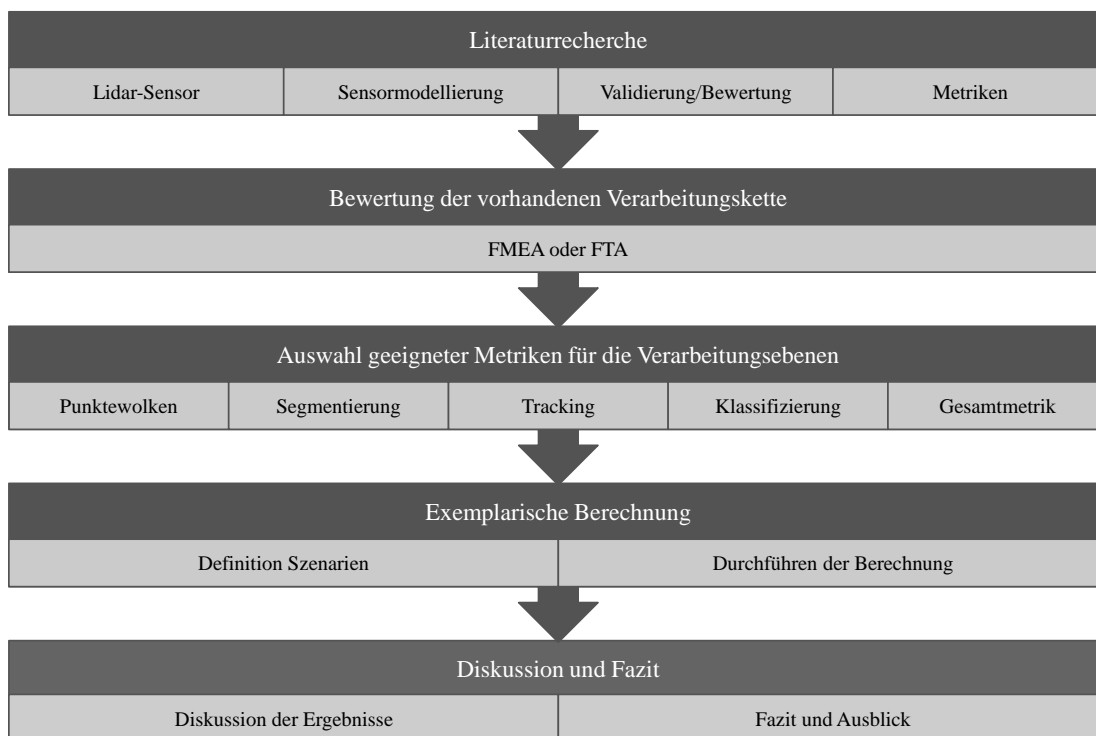 Literaturrecherche
Lidar-Sensor
Sensormodellierung
Validierung/Bewertung
Metriken
Bewertung der vorhandenen Verarbeitungskette
FMEA oder FTA
Auswahl geeigneter Metriken für die Verarbeitungsebenen
Punktewolken
Segmentierung
Tracking
Klassifizierung
Gesamtmetrik
Exemplarische Berechnung
Definition Szenarien
Durchführen der Berechnung
Diskussion und Fazit
Diskussion der Ergebnisse
Fazit und Ausblick